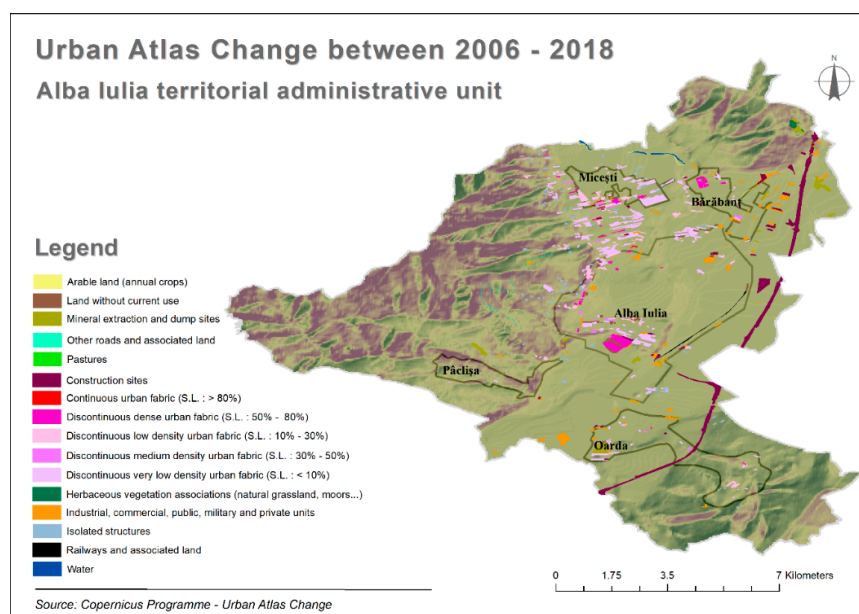 Urban Atlas Change between 2006 - 2018
Alba Iulia territorial administrative unit
N
Miceşti
Bărăbanţ
Legend
Arable land (annual crops)
Land without current use
Mineral extraction and dump sites
Other roads and associated land
Pastures
Construction sites
Continuous urban fabric (S.L. : > 80%)
Discontinuous dense urban fabric (S.L. : 50% - 80%)
Discontinuous low density urban fabric (S.L. : 10% - 30%)
Discontinuous medium density urban fabric (S.L. : 30% - 50%)
Discontinuous very low density urban fabric (S.L. : < 10%)
Herbaceous vegetation associations (natural grassland, moors...)
Industrial, commercial, public, military and private units
Isolated structures
Railways and associated land
Water
Alba Iulia
Pâclişa
Oarda
0 1.75 3.5 7 Kilometers
Source: Copernicus Programme - Urban Atlas Change